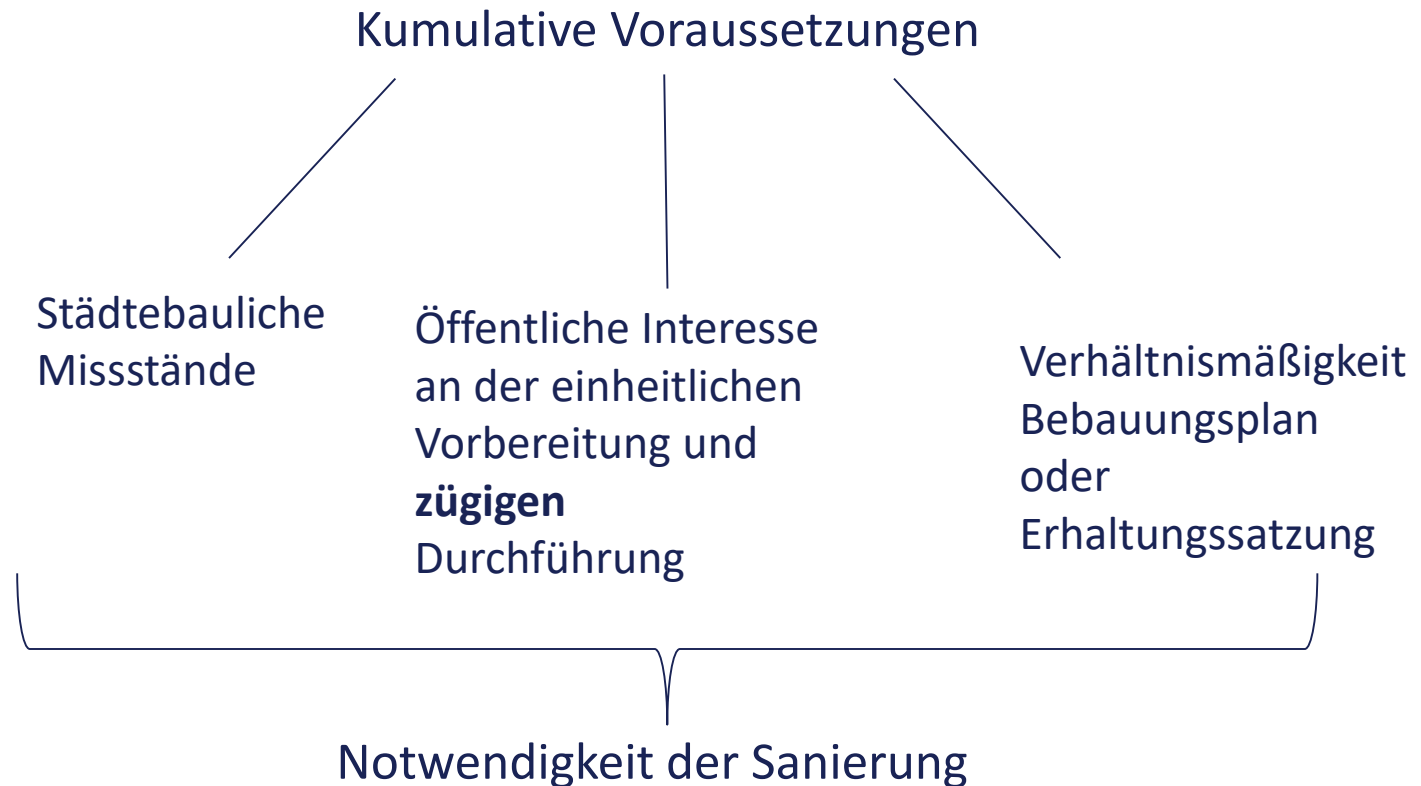 Kumulative Voraussetzungen
Städtebauliche
Missstände
Öffentliche Interesse
an der einheitlichen
Vorbereitung und
zügigen
Durchführung
Verhältnismäßigkeit
Bebauungsplan
oder
Erhaltungssatzung
Notwendigkeit der Sanierung